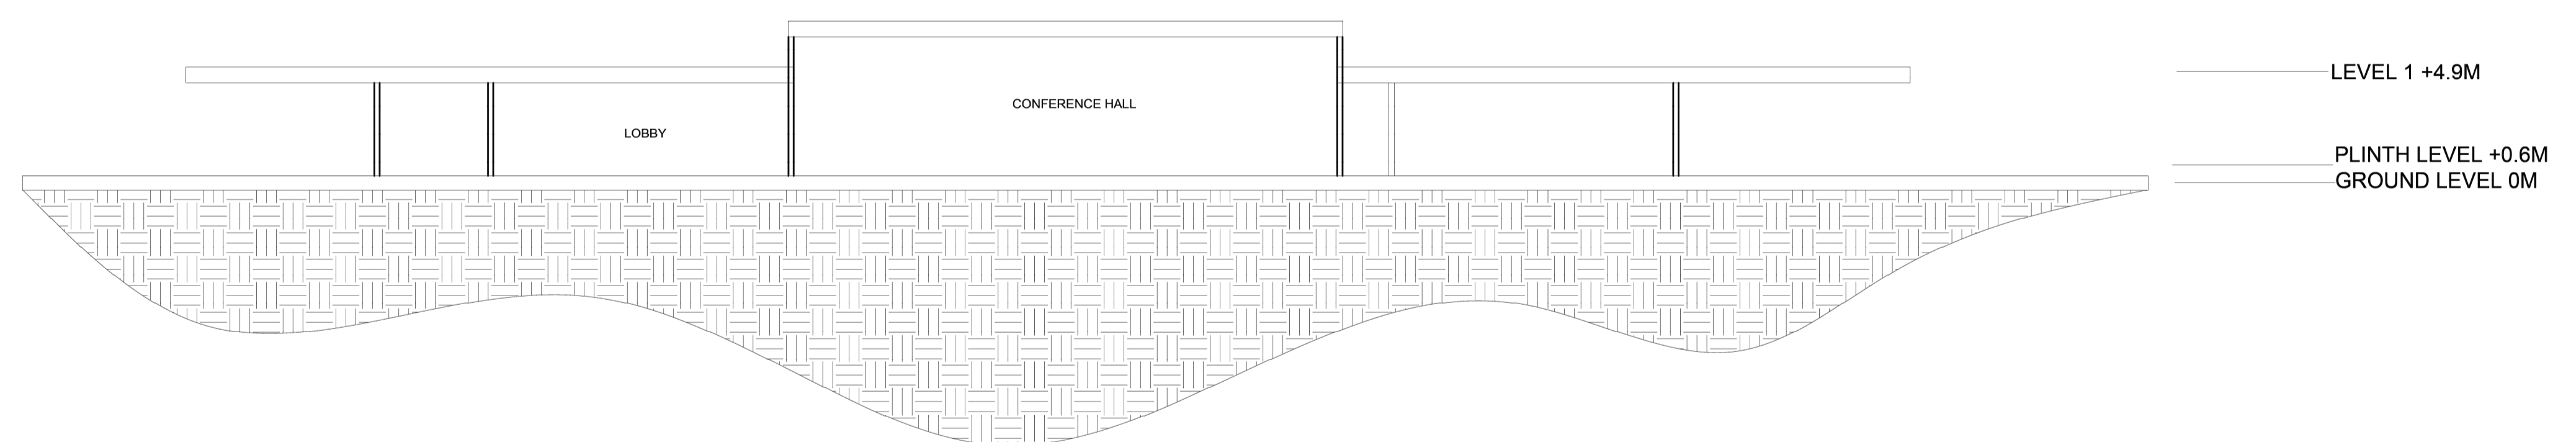 LEVEL 1 +4.9M
CONFERENCE HALL
LOBBY
PLINTH LEVEL +0.6M
GROUND LEVEL 0M